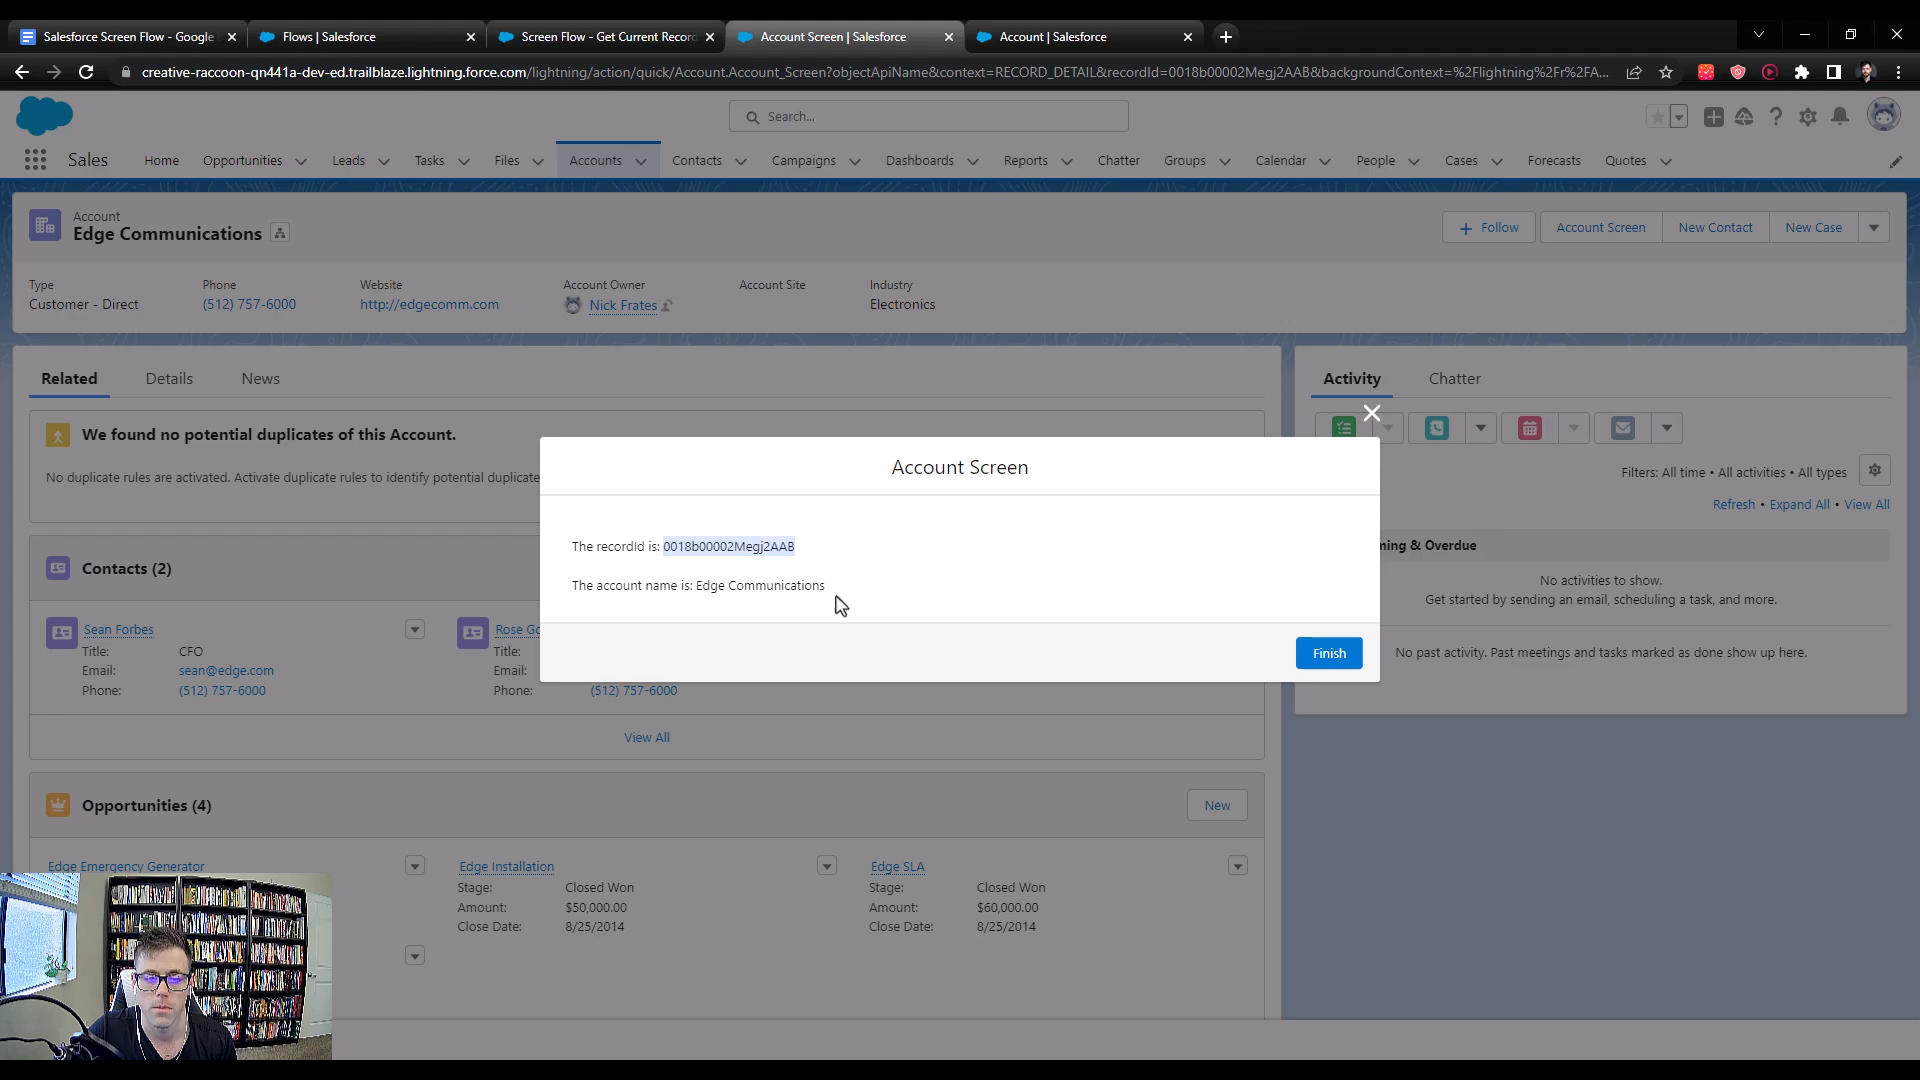 Salesforce Screen Flow - Google
Flows | Salesforce
Screen Flow - Get Current Record
Account Screen | Salesforce
Account | Salesforce
creative-raccoon-qn441a-dev-ed.trailblaze.lightning.force.com/lightning/action/quick/Account.Account_Screen?objectApiName&context=RECORD_DETAIL&recordId=0018b00002Megj2AAB&backgroundContext=%2Flightning%2Fr%2FA...
Search...
Sales
Home
Opportunities
Leads
Tasks
Files
Accounts
Contacts
Campaigns
Dashboards
Reports
Chatter
Groups
Calendar
People
Cases
Forecasts
Quotes
Account
Edge Communications
Follow
Account Screen
New Contact
New Case
Type
Phone
Website
Account Owner
Account Site
Industry
Customer - Direct
(512) 757-6000
http://edgecomm.com
Nick Frates
Electronics
Related
Details
News
Activity
Chatter
We found no potential duplicates of this Account.
No duplicate rules are activated. Activate duplicate rules to identify potential duplicate
Filters: All time • All activities • All types
Refresh • Expand All • View All
Account Screen
The recordId is: 0018b00002Megj2AAB
The account name is: Edge Communications
Finish
ming & Overdue
No activities to show.
Get started by sending an email, scheduling a task, and more.
No past activity. Past meetings and tasks marked as done show up here.
Contacts (2)
Sean Forbes
Title:
CFO
Email:
sean@edge.com
Phone:
(512) 757-6000
Rose Go
Title:
Email:
Phone:
(512) 757-6000
View All
Opportunities (4)
New
Edge Emergency Generator
Edge Installation
Stage:
Closed Won
Amount:
$50,000.00
Close Date:
8/25/2014
Edge SLA
Stage:
Closed Won
Amount:
$60,000.00
Close Date:
8/25/2014